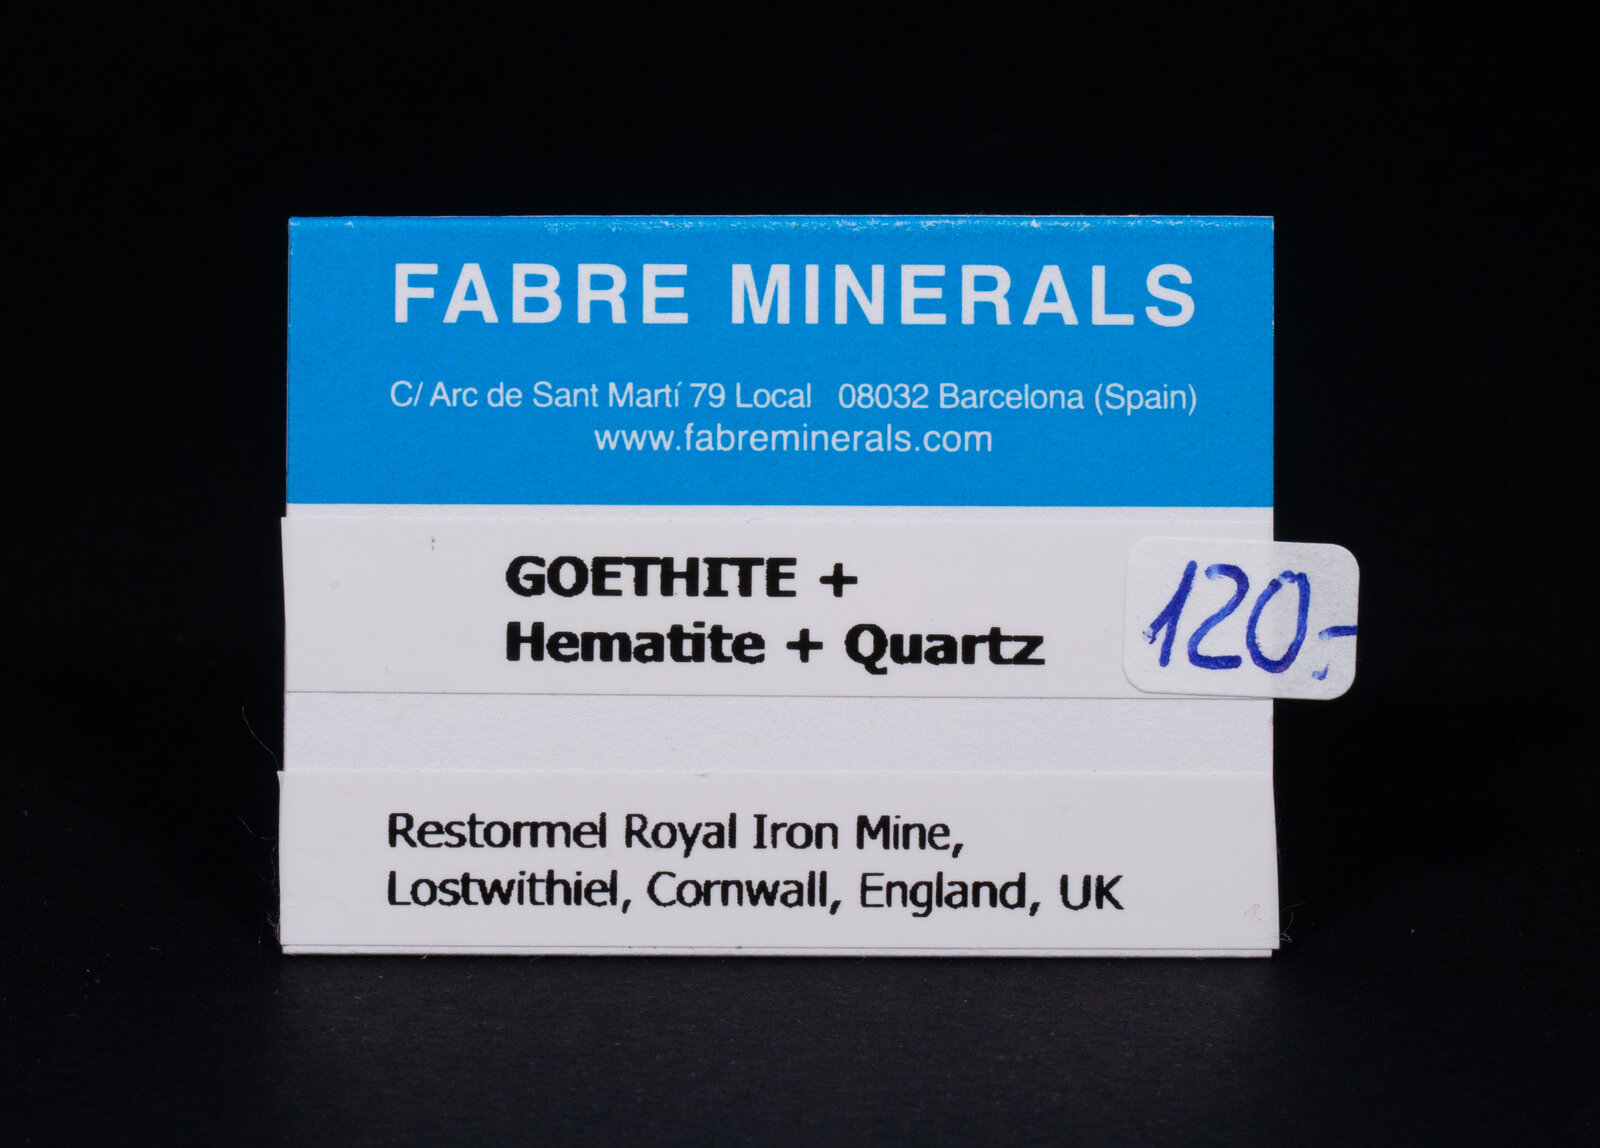 FABRE MINERALS
C/ Arc de Sant Martí 79 Local 08032 Barcelona (Spain)
www.fabreminerals.com
GOETHITE +
Hematite + Quartz
120.-
Restormel Royal Iron Mine,
Lostwithiel, Cornwall, England, UK